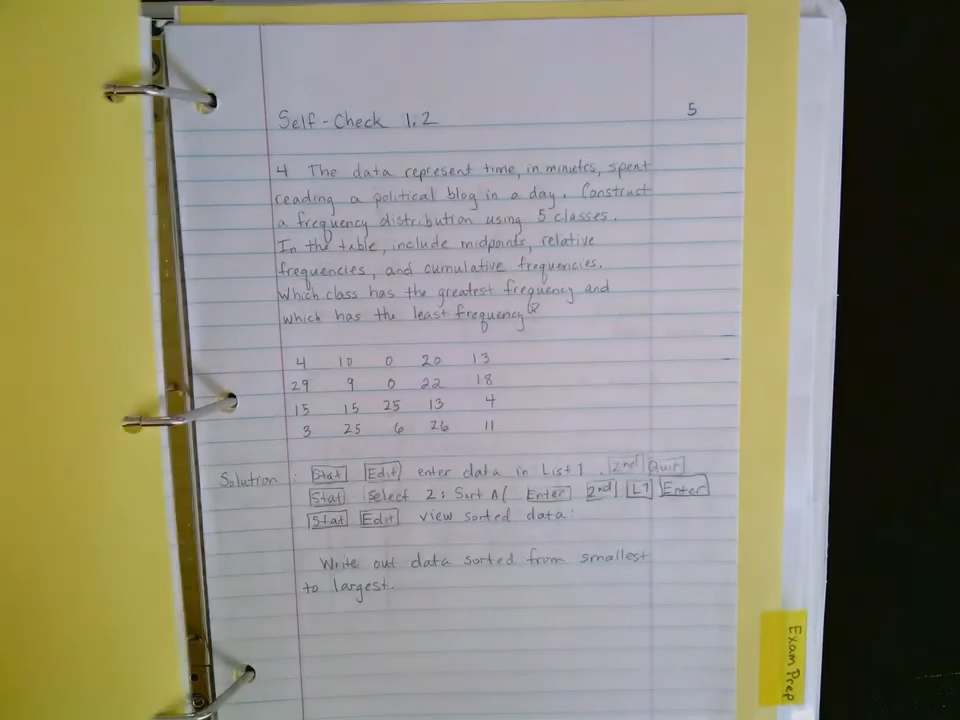 Self-Check 1.2
5
4 The data represent time, in minutes, spent
reading a political blog in a day. Construct
a frequency distribution using 5 classes.
In the table, include midpoints, relative
frequencies, and cumulative frequencies.
Which class has the greatest frequency and
which has the least frequency?
4 10 0 20 13
29 9 0 22 18
15 15 25 13 4
3 25 6 26 11
Solution : Stat Edit enter data in List 1. 2nd Quit
Stat Select 2: Sort A( Enter 2nd L1 Enter
Stat Edit view sorted data:
Write out data sorted from smallest
to largest.
Exam Prep